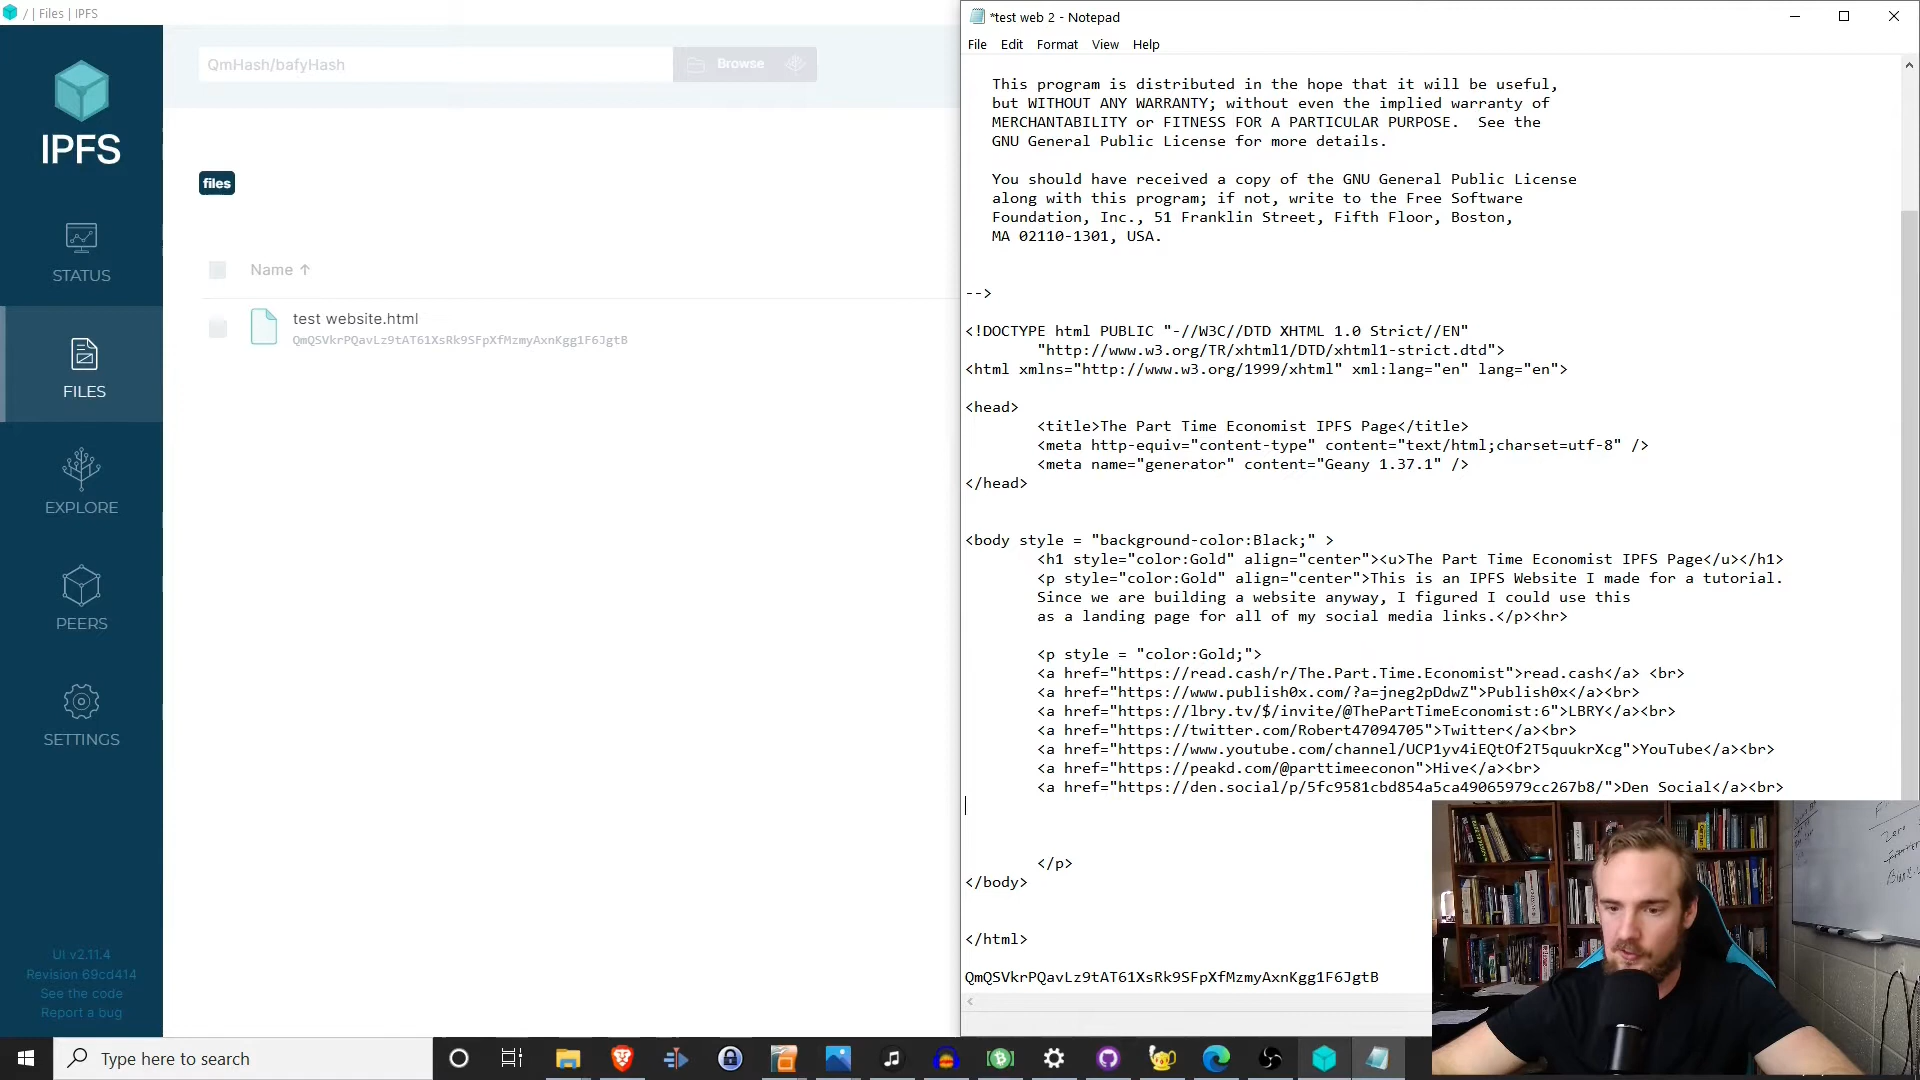 / | Files | IPFS
QmHash/bafyHash
Browse
IPFS
files
STATUS
Name ↑
test website.html
QmQSVkrPQavLz9tAT61XsRk9SFpXfMzmyAxnKgg1F6JgtB
FILES
EXPLORE
PEERS
SETTINGS
UI v2.11.4
Revision 69cd414
See the code
Report a bug
*test web 2 - Notepad
File Edit Format View Help
This program is distributed in the hope that it will be useful,
but WITHOUT ANY WARRANTY; without even the implied warranty of
MERCHANTABILITY or FITNESS FOR A PARTICULAR PURPOSE.  See the
GNU General Public License for more details.
You should have received a copy of the GNU General Public License
along with this program; if not, write to the Free Software
Foundation, Inc., 51 Franklin Street, Fifth Floor, Boston,
MA 02110-1301, USA.
-->
<!DOCTYPE html PUBLIC "-//W3C//DTD XHTML 1.0 Strict//EN"
"http://www.w3.org/TR/xhtml1/DTD/xhtml1-strict.dtd">
<html xmlns="http://www.w3.org/1999/xhtml" xml:lang="en" lang="en">
<head>
<title>The Part Time Economist IPFS Page</title>
<meta http-equiv="content-type" content="text/html;charset=utf-8" />
<meta name="generator" content="Geany 1.37.1" />
</head>
<body style = "background-color:Black;" >
<h1 style="color:Gold" align="center"><u>The Part Time Economist IPFS Page</u></h1>
<p style="color:Gold" align="center">This is an IPFS Website I made for a tutorial.
Since we are building a website anyway, I figured I could use this
as a landing page for all of my social media links.</p><hr>
<p style = "color:Gold;">
<a href="https://read.cash/r/The.Part.Time.Economist">read.cash</a> <br>
<a href="https://www.publish0x.com/?a=jneg2pDdwZ">Publish0x</a><br>
<a href="https://lbry.tv/$/invite/@ThePartTimeEconomist:6">LBRY</a><br>
<a href="https://twitter.com/Robert47094705">Twitter</a><br>
<a href="https://www.youtube.com/channel/UCP1yv4iEQtOf2T5quukrXcg">YouTube</a><br>
<a href="https://peakd.com/@parttimeeconon">Hive</a><br>
<a href="https://den.social/p/5fc9581cbd854a5ca49065979cc267b8/">Den Social</a><br>
</p>
</body>
</html>
QmQSVkrPQavLz9tAT61XsRk9SFpXfMzmyAxnKgg1F6JgtB
Type here to search